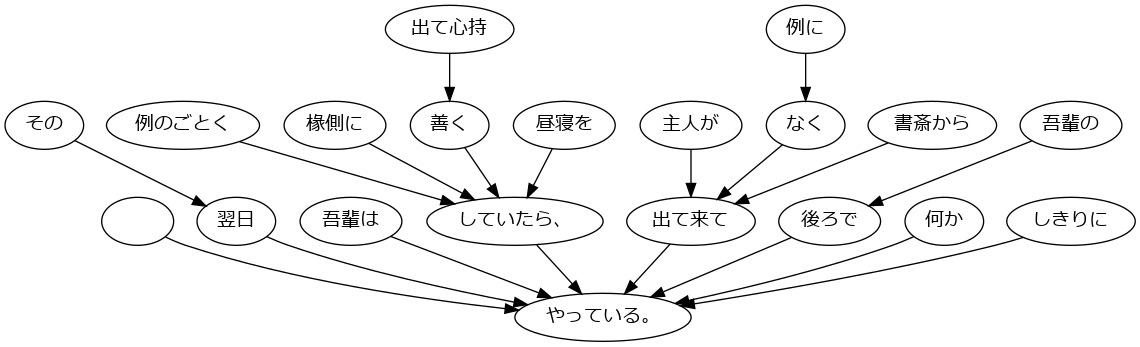 出て心持
例に
その
例のごとく
椽側に
善く
昼寝を
主人が
なく
書斎から
吾輩の
翌日
吾輩は
していたら、
出て来て
後ろで
何か
しきりに
やっている。